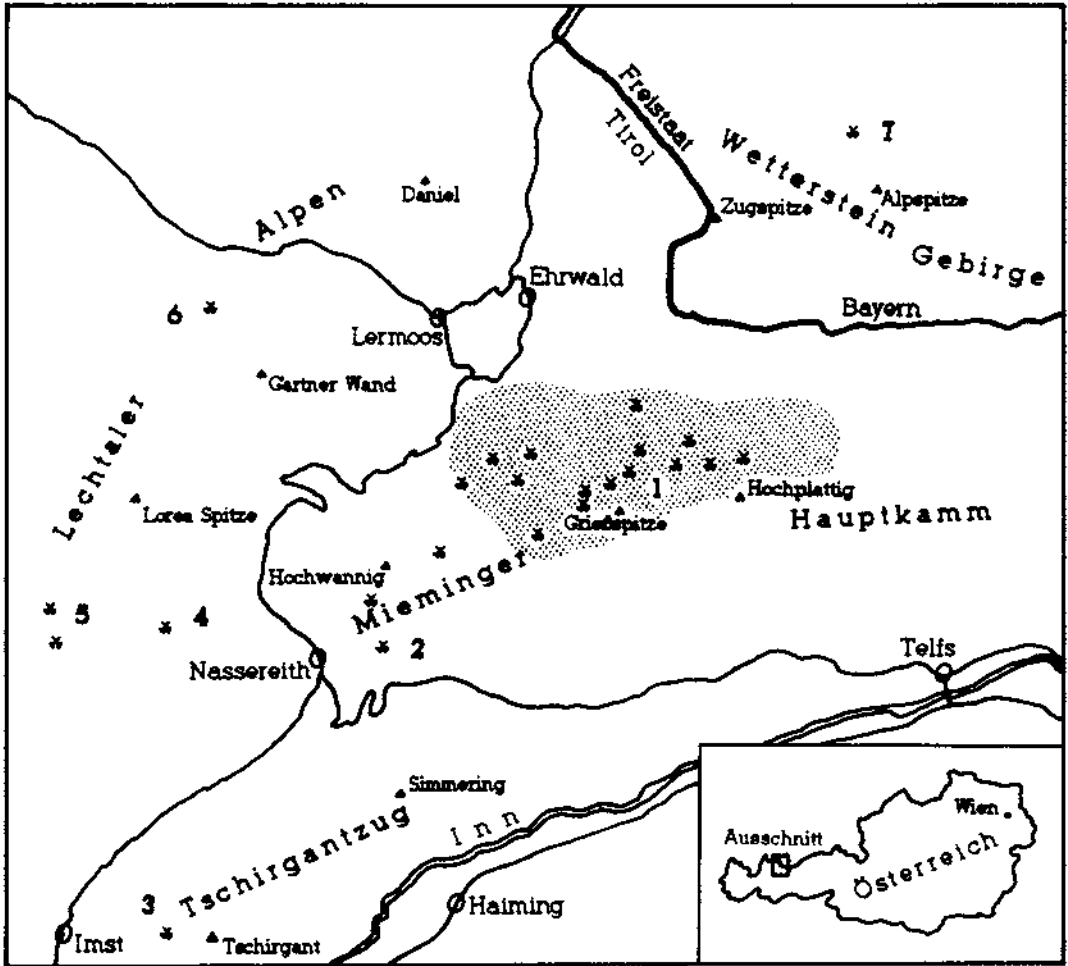 Freistaat
Tirol
7
Wetterstein Gebirge
Alpen
Daniel
Zugspitze
Alpspitze
Ehrwald
6
Bayern
Lermoos
Gartner Wand
Lechtaler
Lorea Spitze
1
Hochplattig
Grießspitze
Hauptkamm
Hochwannig
Mieminger
5
4
2
Nassereith
Telfs
Simmering
Inn
Tschirgantzug
Wien
Ausschnitt
Österreich
3
Haiming
Imst
Tschirgant